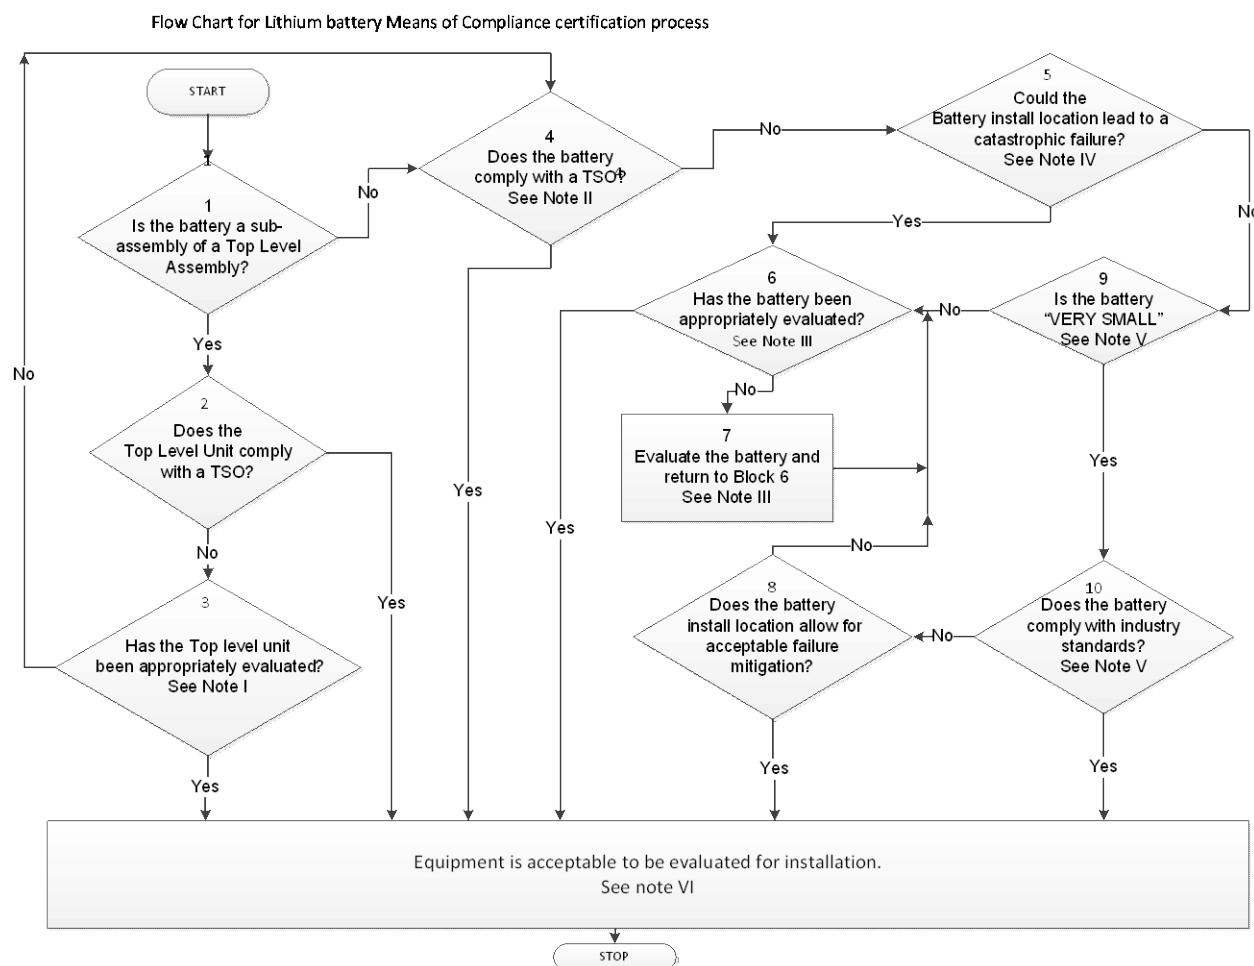 Flow Chart for Lithium battery Means of Compliance certification process
START
1
Is the battery a sub-
assembly of a Top Level
Assembly?
No
Yes
2
Does the
Top Level Unit comply
with a TSO?
No
Yes
3
Has the Top level unit
been appropriately evaluated?
See Note I
No
Yes
4
Does the battery
comply with a TSO?
See Note II
No
Yes
5
Could the
Battery install location lead to a
catastrophic failure?
See Note IV
Yes
No
6
Has the battery been
appropriately evaluated?
See Note III
No
Yes
7
Evaluate the battery and
return to Block 6
See Note III
9
Is the battery
“VERY SMALL”
See Note V
No
Yes
8
Does the battery
install location allow for
acceptable failure
mitigation?
No
Yes
10
Does the battery
comply with industry
standards?
See Note V
No
Yes
Equipment is acceptable to be evaluated for installation.
See note VI
STOP